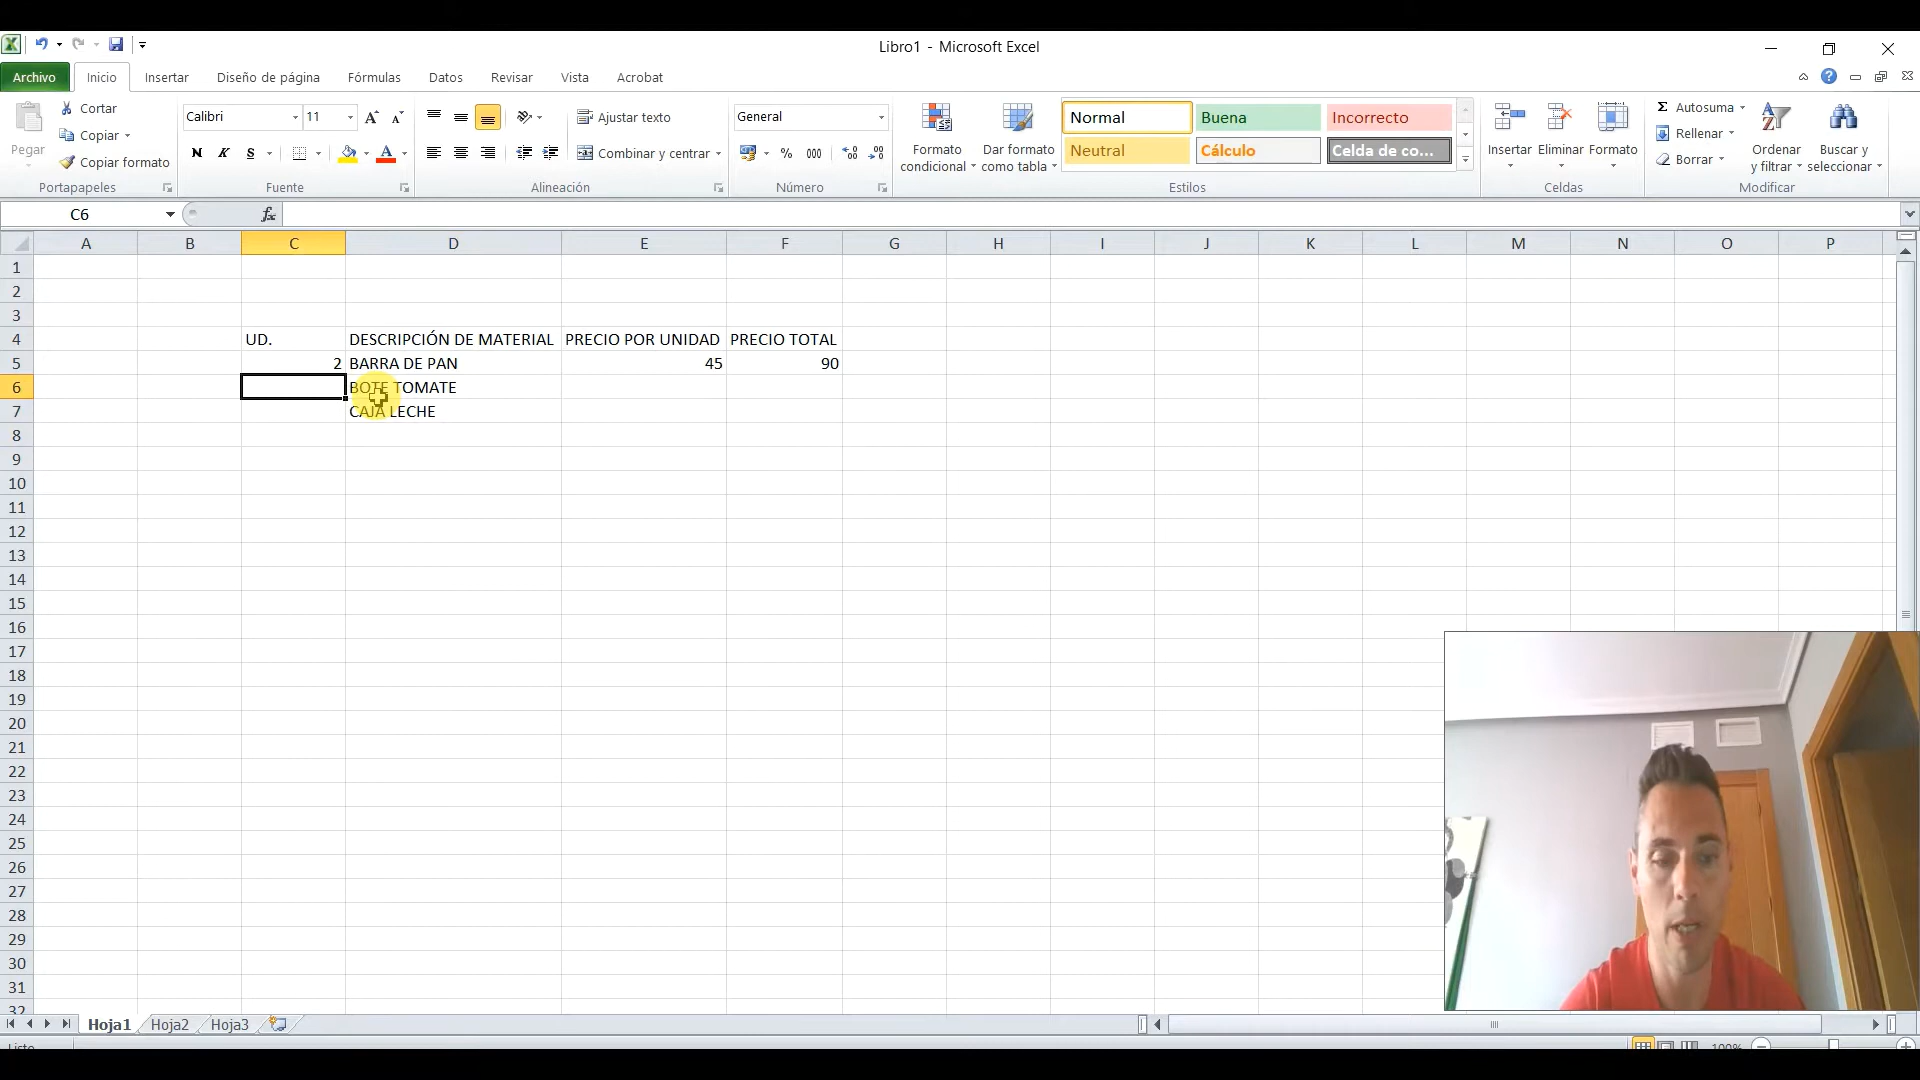 Libro1 - Microsoft Excel
Archivo Inicio Insertar Diseño de página Fórmulas Datos Revisar Vista Acrobat
Pegar
Cortar
Copiar
Copiar formato
Portapapeles
Calibri 11
N K S A
Fuente
Ajustar texto
Combinar y centrar
Alineación
General
% 000
Número
Formato condicional
Dar formato como tabla
Normal Buena Incorrecto
Neutral Cálculo Celda de co...
Estilos
Insertar Eliminar Formato
Celdas
Autosuma
Rellenar
Borrar
Ordenar y filtrar
Buscar y seleccionar
Modificar
C6 fx
A B C D E F G H I J K L M N O P
1
2
3
4 UD. DESCRIPCIÓN DE MATERIAL PRECIO POR UNIDAD PRECIO TOTAL
5 2 BARRA DE PAN 45 90
6 BOTE TOMATE
7 CAJA LECHE
8
9
10
11
12
13
14
15
16
17
18
19
20
21
22
23
24
25
26
27
28
29
30
31
32
Hoja1 Hoja2 Hoja3
Listo 100%